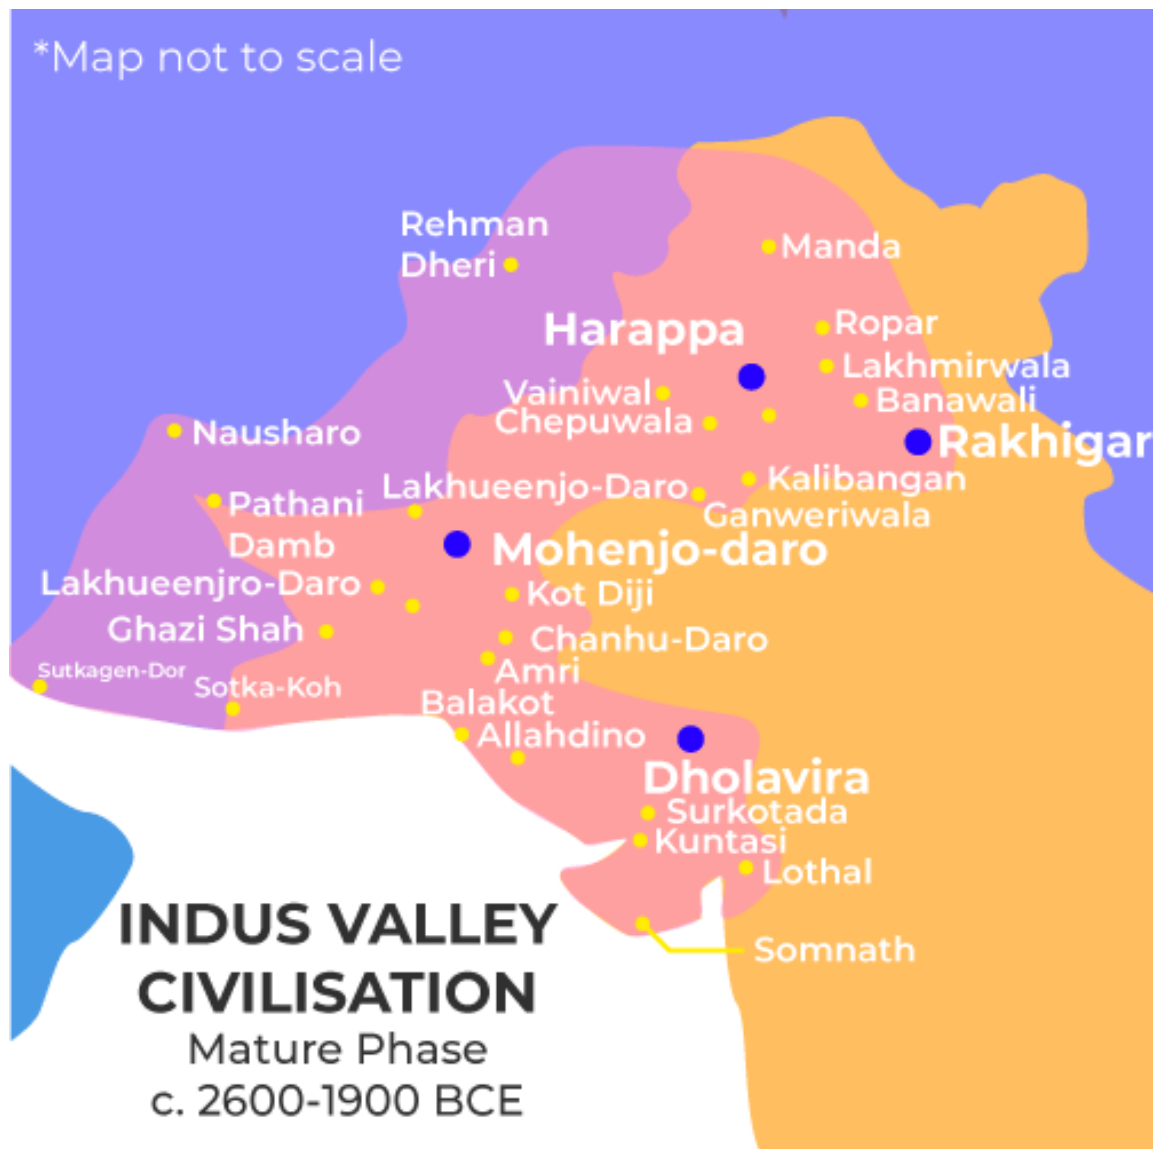 *Map not to scale
Rehman
Dheri
Manda
Harappa
Ropar
Lakhmirwala
Vainiwal
Banawali
Chepuwala
Nausharo
Rakhigar
Kalibangan
Lakhueenjo-Daro
Pathani
Damb
Ganweriwala
Mohenjo-daro
Lakhueenjro-Daro
Kot Diji
Ghazi Shah
Chanhu-Daro
Sutkagen-Dor
Amri
Sotka-Koh
Balakot
Allahdino
Dholavira
Surkotada
Kuntasi
Lothal
Somnath
INDUS VALLEY
CIVILISATION
Mature Phase
c. 2600-1900 BCE